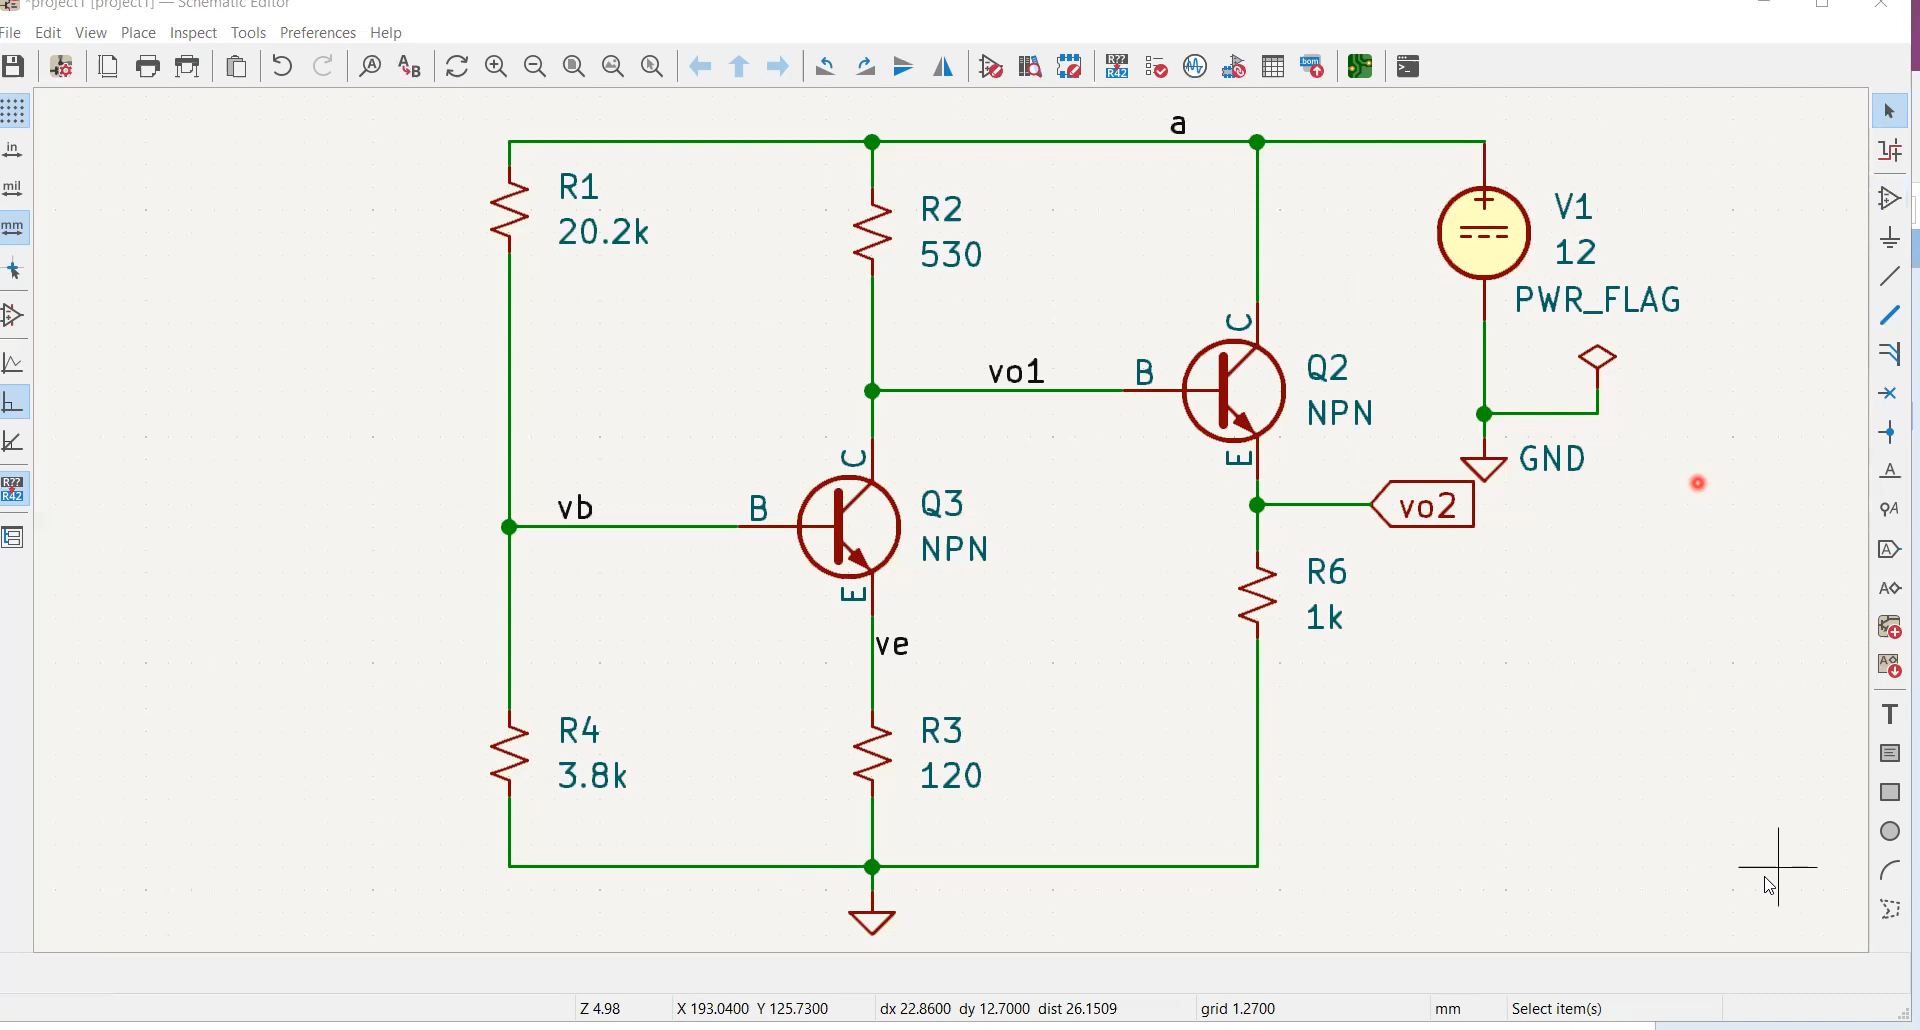 *project1 [project1] — Schematic Editor
File Edit View Place Inspect Tools Preferences Help
in
mil
mm
R??
R42
a
R1
20.2k
R2
530
V1
12
PWR_FLAG
C
vo1
B
Q2
NPN
E
GND
vo2
C
vb
B
Q3
NPN
E
ve
R6
1k
R4
3.8k
R3
120
Z 4.98 X 193.0400 Y 125.7300 dx 22.8600 dy 12.7000 dist 26.1509 grid 1.2700 mm Select item(s)